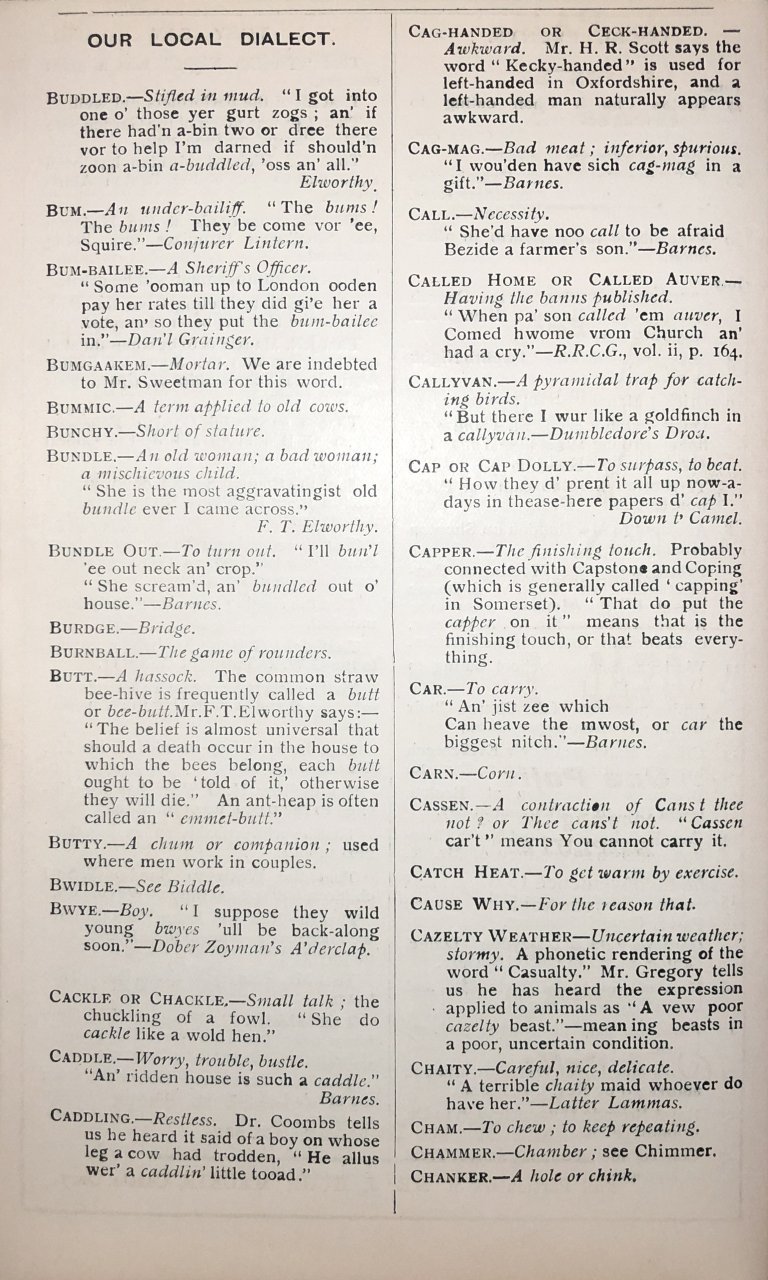 OUR LOCAL DIALECT.
BUDDLED.—Stifled in mud. "I got into
one o' those yer gurt zogs ; an' if
there had'n a-bin two or dree there
vor to help I'm darned if should'n
zoon a-bin a-buddled, 'oss an' all."
Elworthy.
BUM.—An under-bailiff. "The bums !
The bums ! They be come vor 'ee,
Squire."—Conjurer Lintern.
BUM-BAILEE.—A Sheriff's Officer.
"Some 'ooman up to London ooden
pay her rates till they did gi'e her a
vote, an' so they put the bum-bailee
in."—Dan'l Grainger.
BUMGAAKEM.—Mortar. We are indebted
to Mr. Sweetman for this word.
BUMMIC.—A term applied to old cows.
BUNCHY.—Short of stature.
BUNDLE.—An old woman; a bad woman;
a mischievous child.
"She is the most aggravatingist old
bundle ever I came across."
F. T. Elworthy.
BUNDLE OUT.—To turn out. "I'll bun'l
'ee out neck an' crop."
"She scream'd, an' bundled out o'
house."—Barnes.
BURDGE.—Bridge.
BURNBALL.—The game of rounders.
BUTT.—A hassock. The common straw
bee-hive is frequently called a butt
or bee-butt.Mr.F.T.Elworthy says:—
"The belief is almost universal that
should a death occur in the house to
which the bees belong, each butt
ought to be 'told of it,' otherwise
they will die." An ant-heap is often
called an "emmet-butt."
BUTTY.—A chum or companion ; used
where men work in couples.
BWIDLE.—See Biddle.
BWYE.—Boy. "I suppose they wild
young bwyes 'ull be back-along
soon."—Dober Zoyman's A'derclap.
CACKLE OR CHACKLE.—Small talk ; the
chuckling of a fowl. "She do
cackle like a wold hen."
CADDLE.—Worry, trouble, bustle.
"An' ridden house is such a caddle."
Barnes.
CADDLING.—Restless. Dr. Coombs tells
us he heard it said of a boy on whose
leg a cow had trodden, "He allus
wer' a caddlin' little tooad."
CAG-HANDED OR CECK-HANDED. —
Awkward. Mr. H. R. Scott says the
word "Kecky-handed" is used for
left-handed in Oxfordshire, and a
left-handed man naturally appears
awkward.
CAG-MAG.—Bad meat ; inferior, spurious.
"I wou'den have sich cag-mag in a
gift."—Barnes.
CALL.—Necessity.
"She'd have noo call to be afraid
Bezide a farmer's son."—Barnes.
CALLED HOME OR CALLED AUVER.—
Having the banns published.
"When pa' son called 'em auver, I
Comed hwome vrom Church an'
had a cry."—R.R.C.G., vol. ii, p. 164.
CALLYVAN.—A pyramidal trap for catch-
ing birds.
"But there I wur like a goldfinch in
a callyvan.—Dumbledore's Droa.
CAP OR CAP DOLLY.—To surpass, to beat.
"How they d' prent it all up now-a-
days in thease-here papers d' cap I."
Down t' Camel.
CAPPER.—The finishing touch. Probably
connected with Capstone and Coping
(which is generally called 'capping'
in Somerset). "That do put the
capper on it" means that is the
finishing touch, or that beats every-
thing.
CAR.—To carry.
"An' jist zee which
Can heave the mwost, or car the
biggest nitch."—Barnes.
CARN.—Corn.
CASSEN.—A contraction of Cans t thee
not ? or Thee cans't not. "Cassen
car't" means You cannot carry it.
CATCH HEAT.—To get warm by exercise.
CAUSE WHY.—For the reason that.
CAZELTY WEATHER—Uncertain weather;
stormy. A phonetic rendering of the
word "Casualty." Mr. Gregory tells
us he has heard the expression
applied to animals as "A vew poor
cazelty beast."—mean ing beasts in
a poor, uncertain condition.
CHAITY.—Careful, nice, delicate.
"A terrible chaity maid whoever do
have her."—Latter Lammas.
CHAM.—To chew ; to keep repeating.
CHAMMER.—Chamber ; see Chimmer.
CHANKER.—A hole or chink.